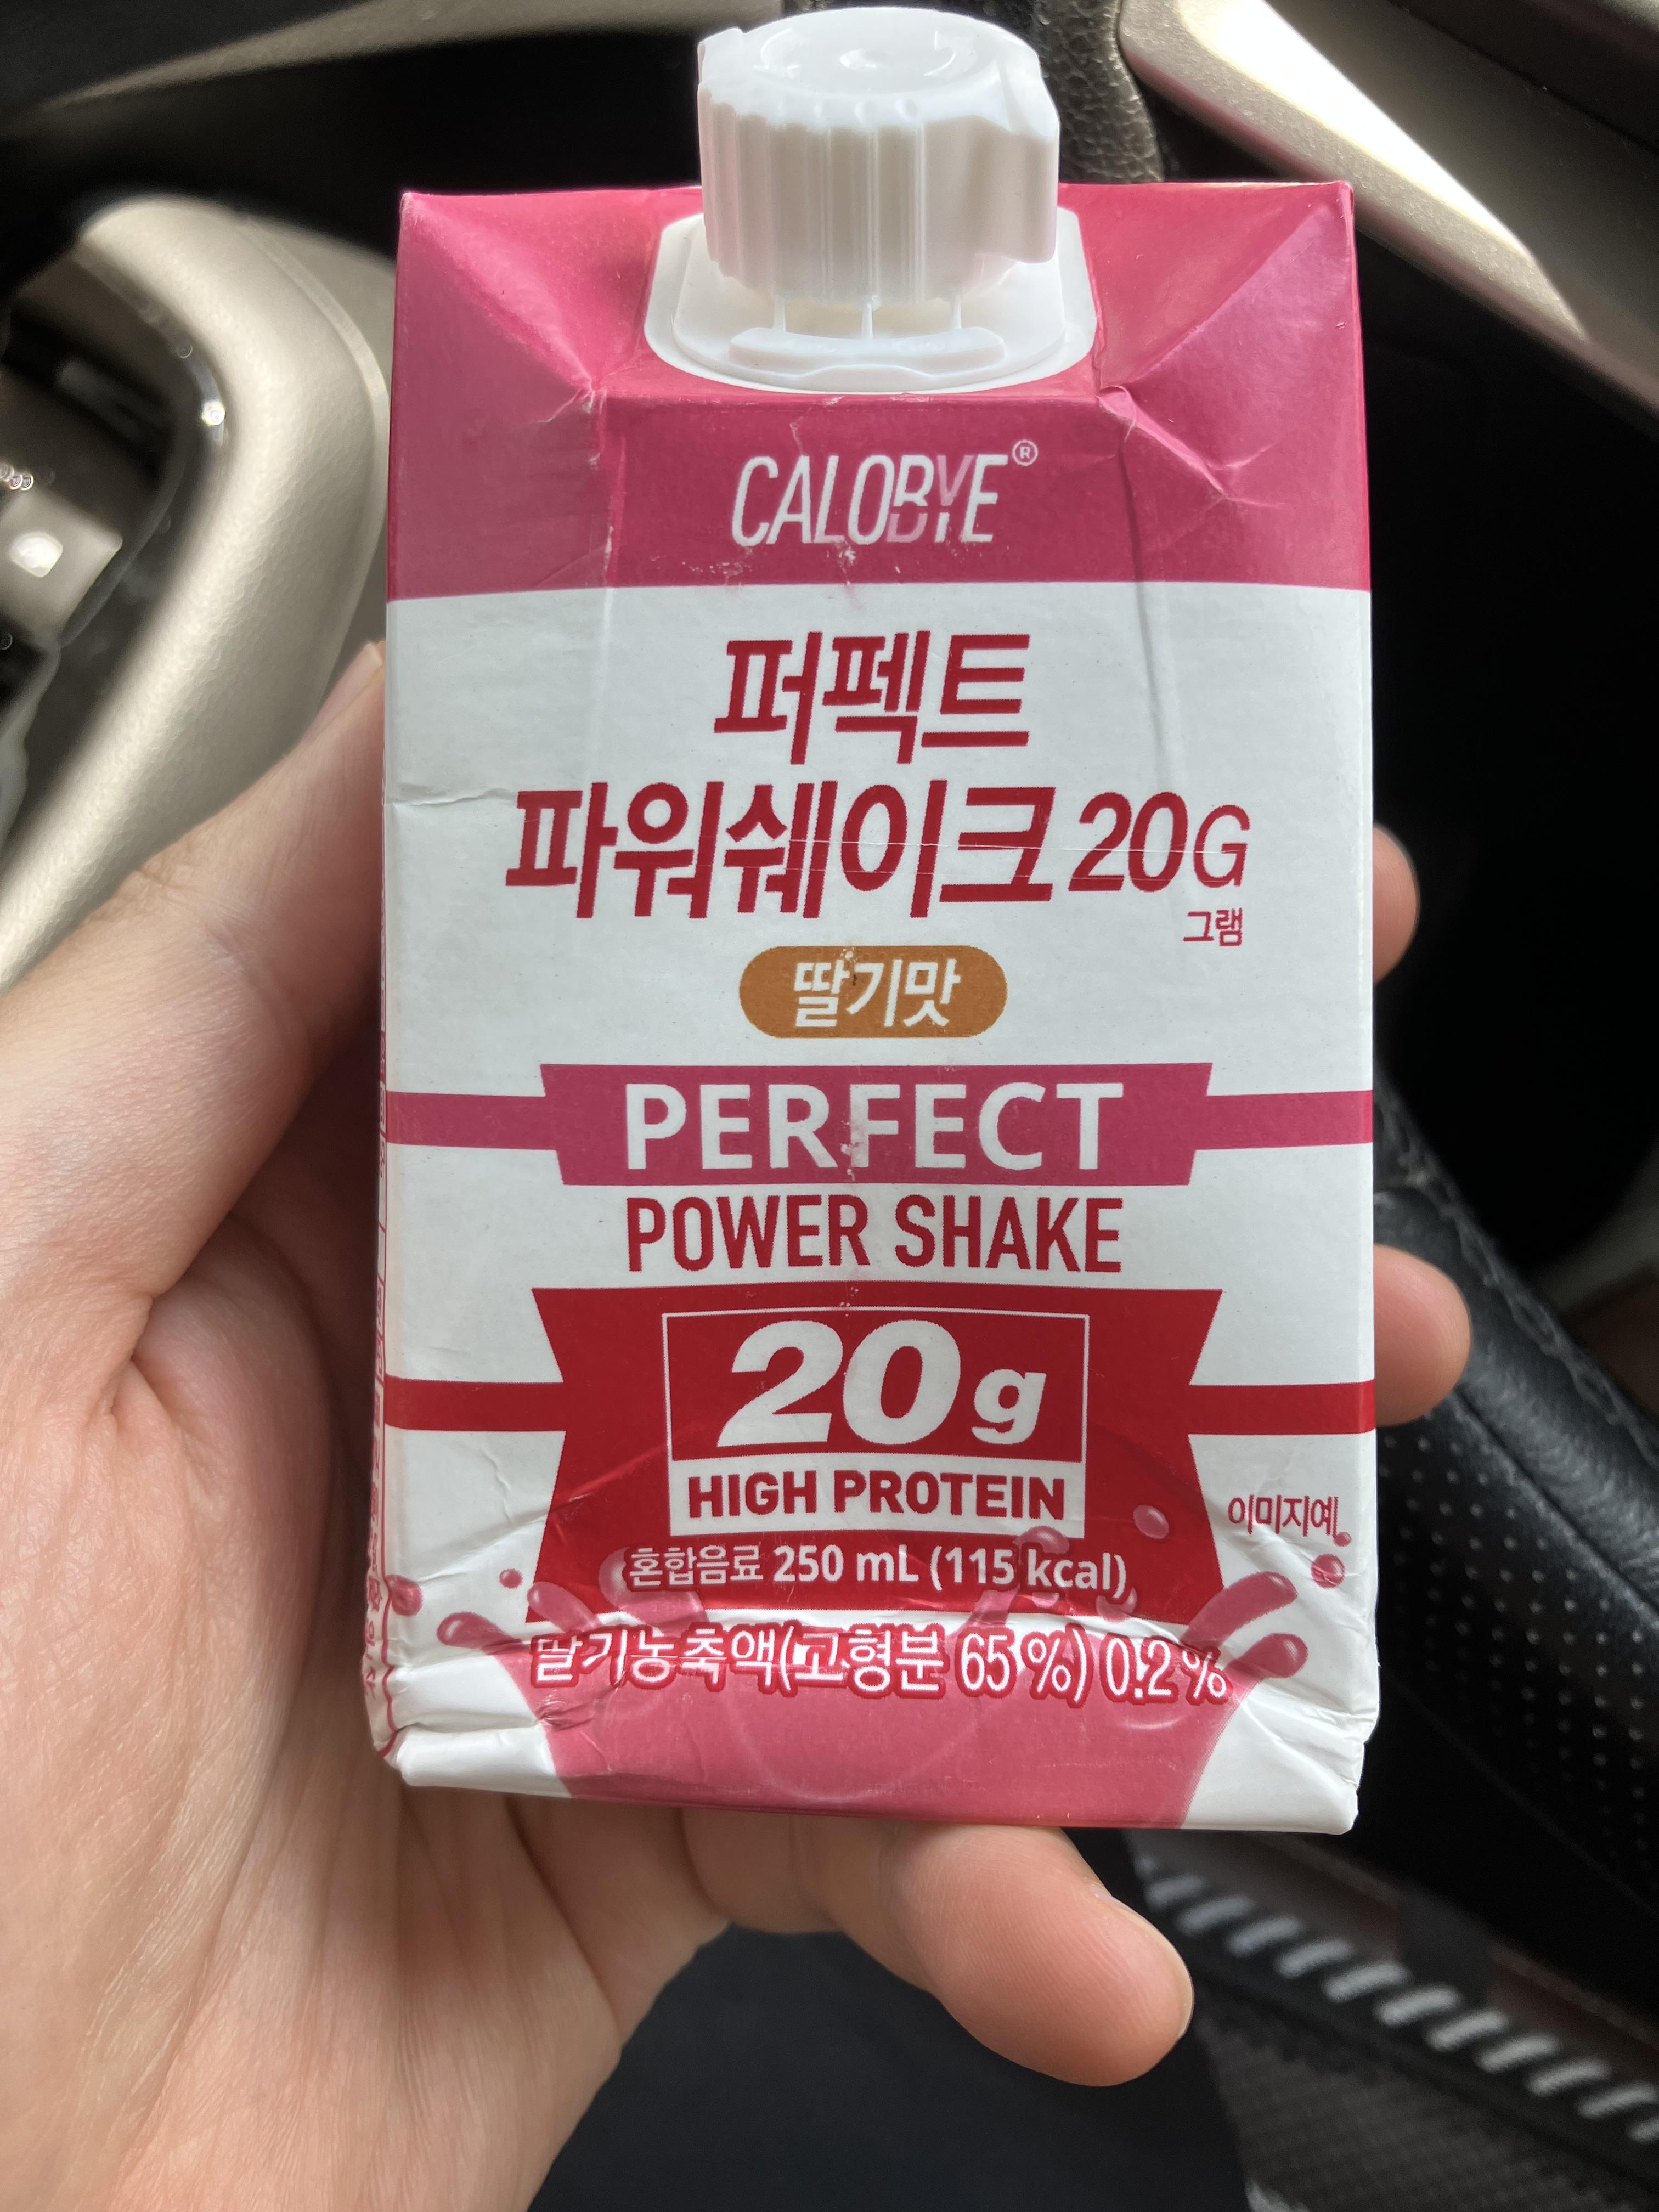 CALOBYE®
퍼펙트
파워쉐이크 20G
그램
딸기맛
PERFECT
POWER SHAKE
20g
HIGH PROTEIN
이미지예
혼합음료 250 mL (115 kcal)
딸기농축액(고형분 65%) 0.2%